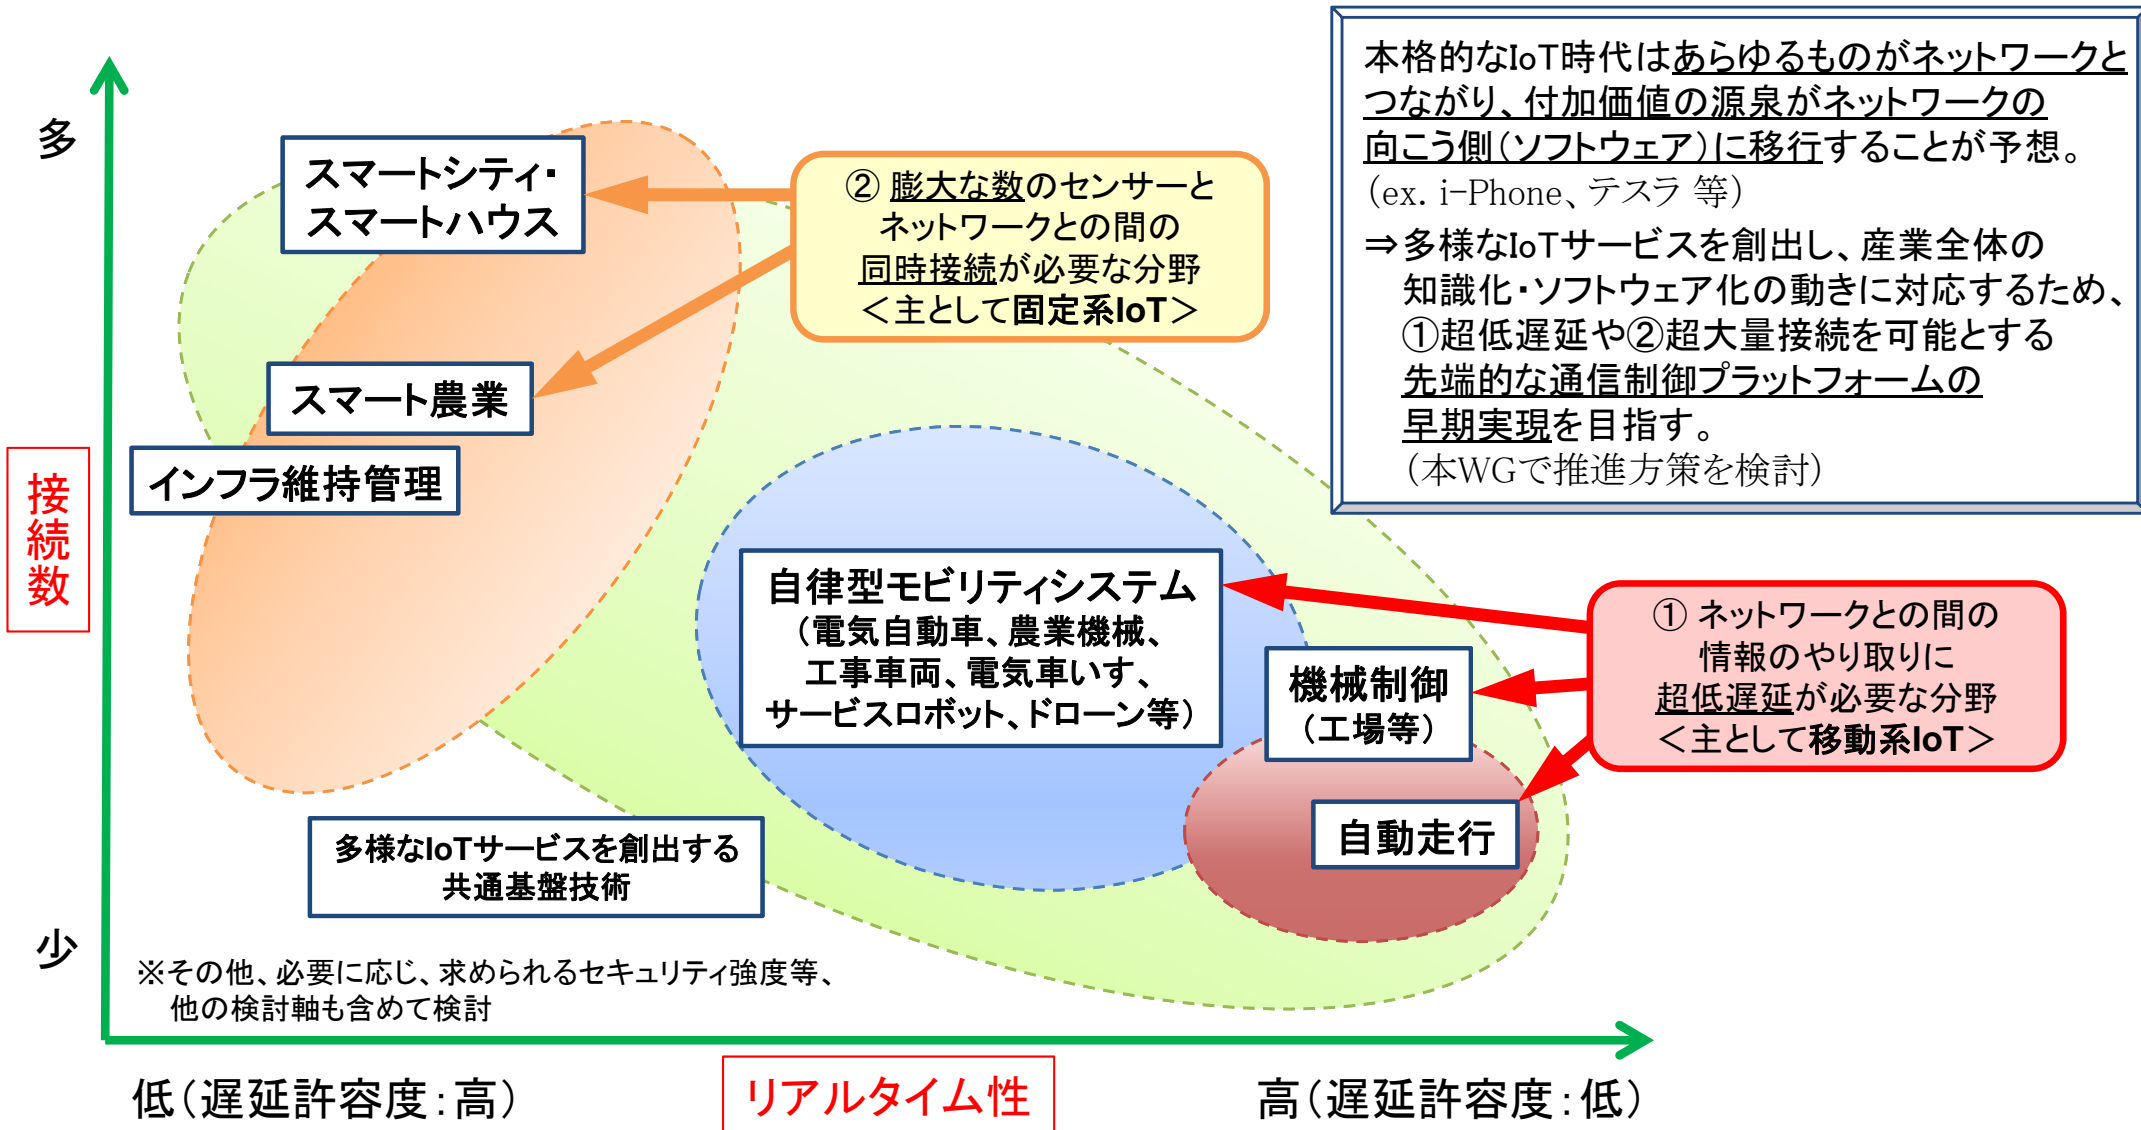 本格的なIoT時代はあらゆるものがネットワークと
つながり、付加価値の源泉がネットワークの
向こう側(ソフトウェア)に移行することが予想。
(ex. i-Phone、テスラ 等)
⇒多様なIoTサービスを創出し、産業全体の
知識化・ソフトウェア化の動きに対応するため、
①超低遅延や②超大量接続を可能とする
先端的な通信制御プラットフォームの
早期実現を目指す。
(本WGで推進方策を検討)
多
スマートシティ・
スマートハウス
② 膨大な数のセンサーと
ネットワークとの間の
同時接続が必要な分野
<主として固定系IoT>
スマート農業
インフラ維持管理
接続数
自律型モビリティシステム
(電気自動車、農業機械、
工事車両、電気車いす、
サービスロボット、ドローン等)
機械制御
(工場等)
① ネットワークとの間の
情報のやり取りに
超低遅延が必要な分野
<主として移動系IoT>
自動走行
多様なIoTサービスを創出する
共通基盤技術
少
※その他、必要に応じ、求められるセキュリティ強度等、
他の検討軸も含めて検討
低(遅延許容度:高)
リアルタイム性
高(遅延許容度:低)